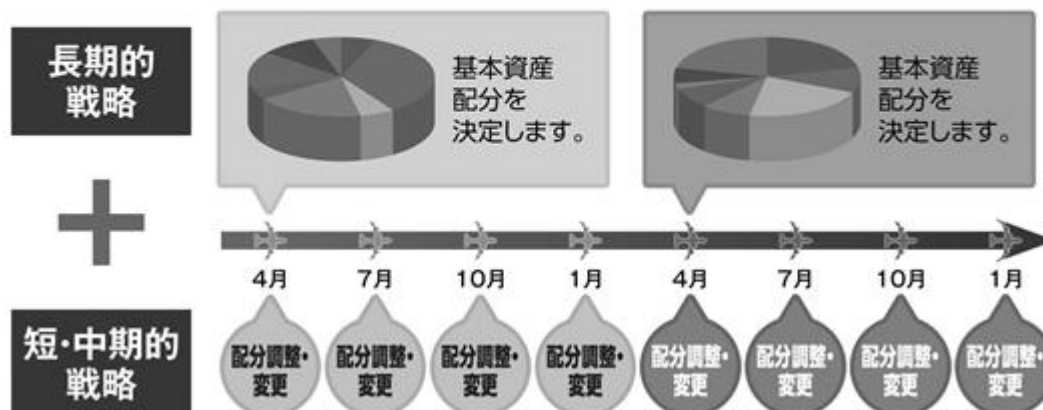 長期的
戦略
基本資産
配分を
決定します。
基本資産
配分を
決定します。
4月
7月
10月
1月
4月
7月
10月
1月
短・中期的
戦略
配分調整・
変更
配分調整・
変更
配分調整・
変更
配分調整・
変更
配分調整・
変更
配分調整・
変更
配分調整・
変更
配分調整・
変更